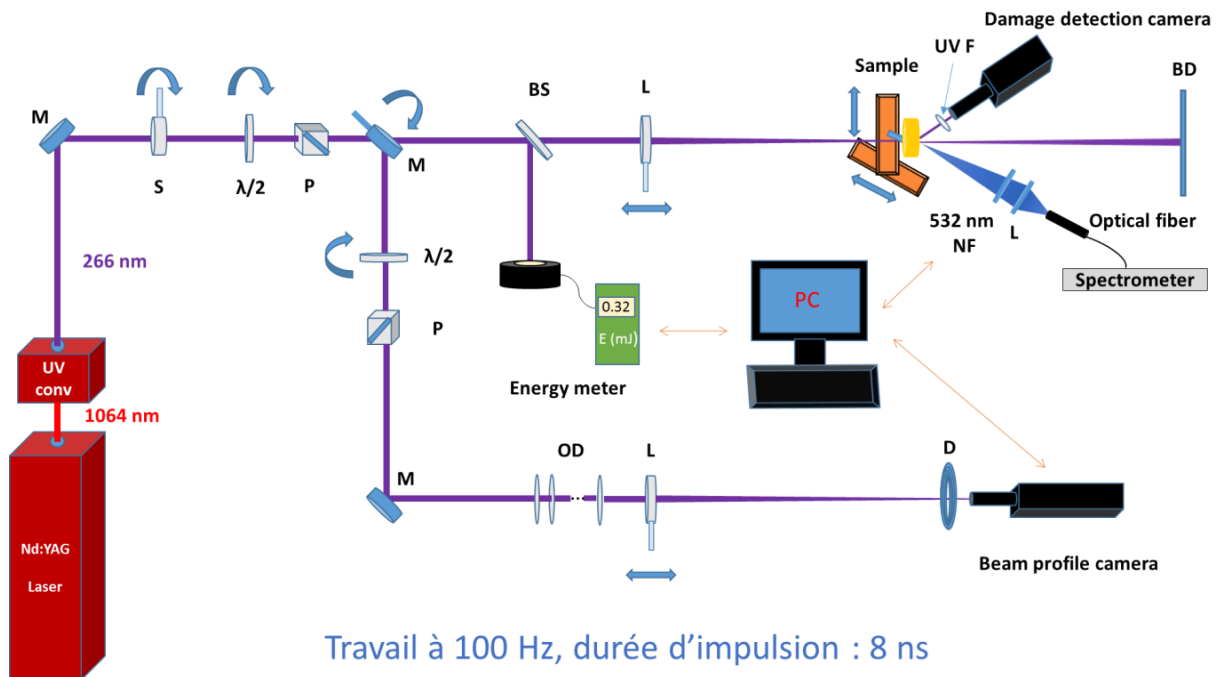 Damage detection camera
UV F
Sample
BS
L
BD
M
M
S
λ/2
P
532 nm
NF
L
Optical fiber
Spectrometer
266 nm
λ/2
0.32
E (mJ)
PC
P
Energy meter
UV
conv
1064 nm
OD
L
D
M
Nd:YAG
Laser
Beam profile camera
Travail à 100 Hz, durée d’impulsion : 8 ns